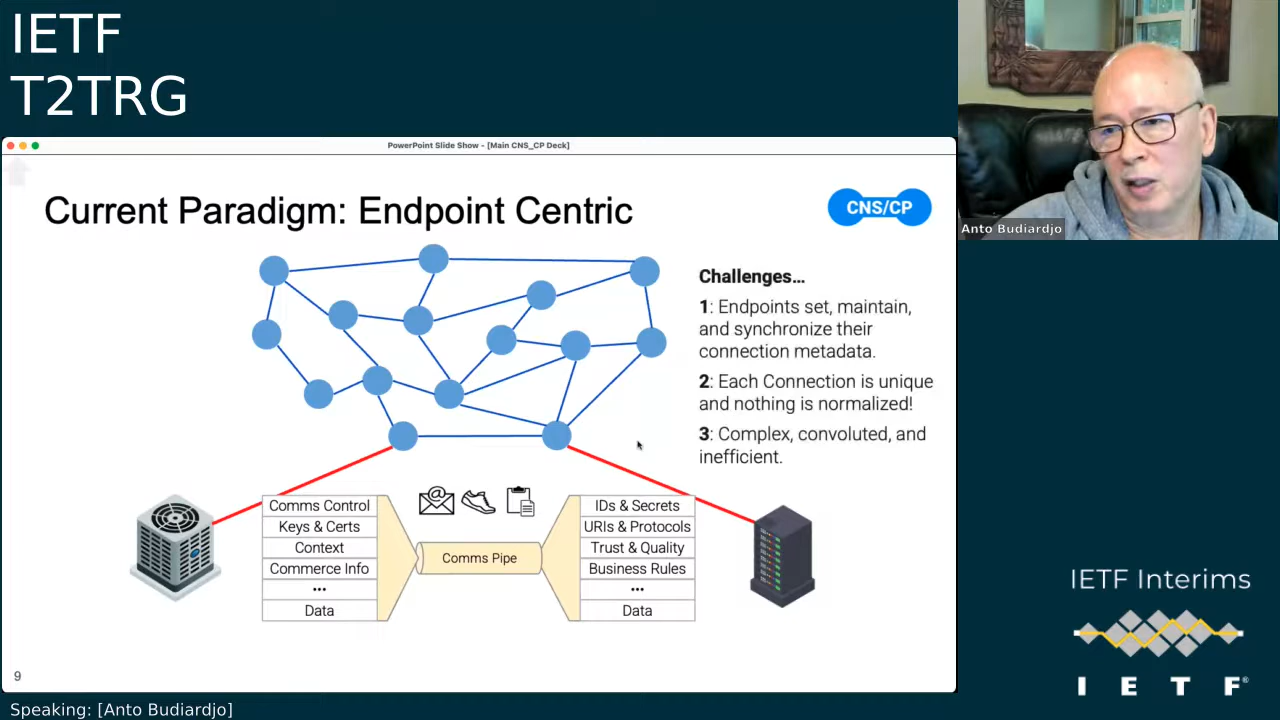 IETF
T2TRG
PowerPoint Slide Show - [Main CNS_CP Deck]
Current Paradigm: Endpoint Centric
CNS/CP
Challenges...
1: Endpoints set, maintain,
and synchronize their
connection metadata.
2: Each Connection is unique
and nothing is normalized!
3: Complex, convoluted, and
inefficient.
Comms Control
Keys & Certs
Context
Commerce Info
•••
Data
@
Comms Pipe
IDs & Secrets
URIs & Protocols
Trust & Quality
Business Rules
•••
Data
9
Anto Budiardjo
IETF Interims
I E T F®
Speaking: [Anto Budiardjo]